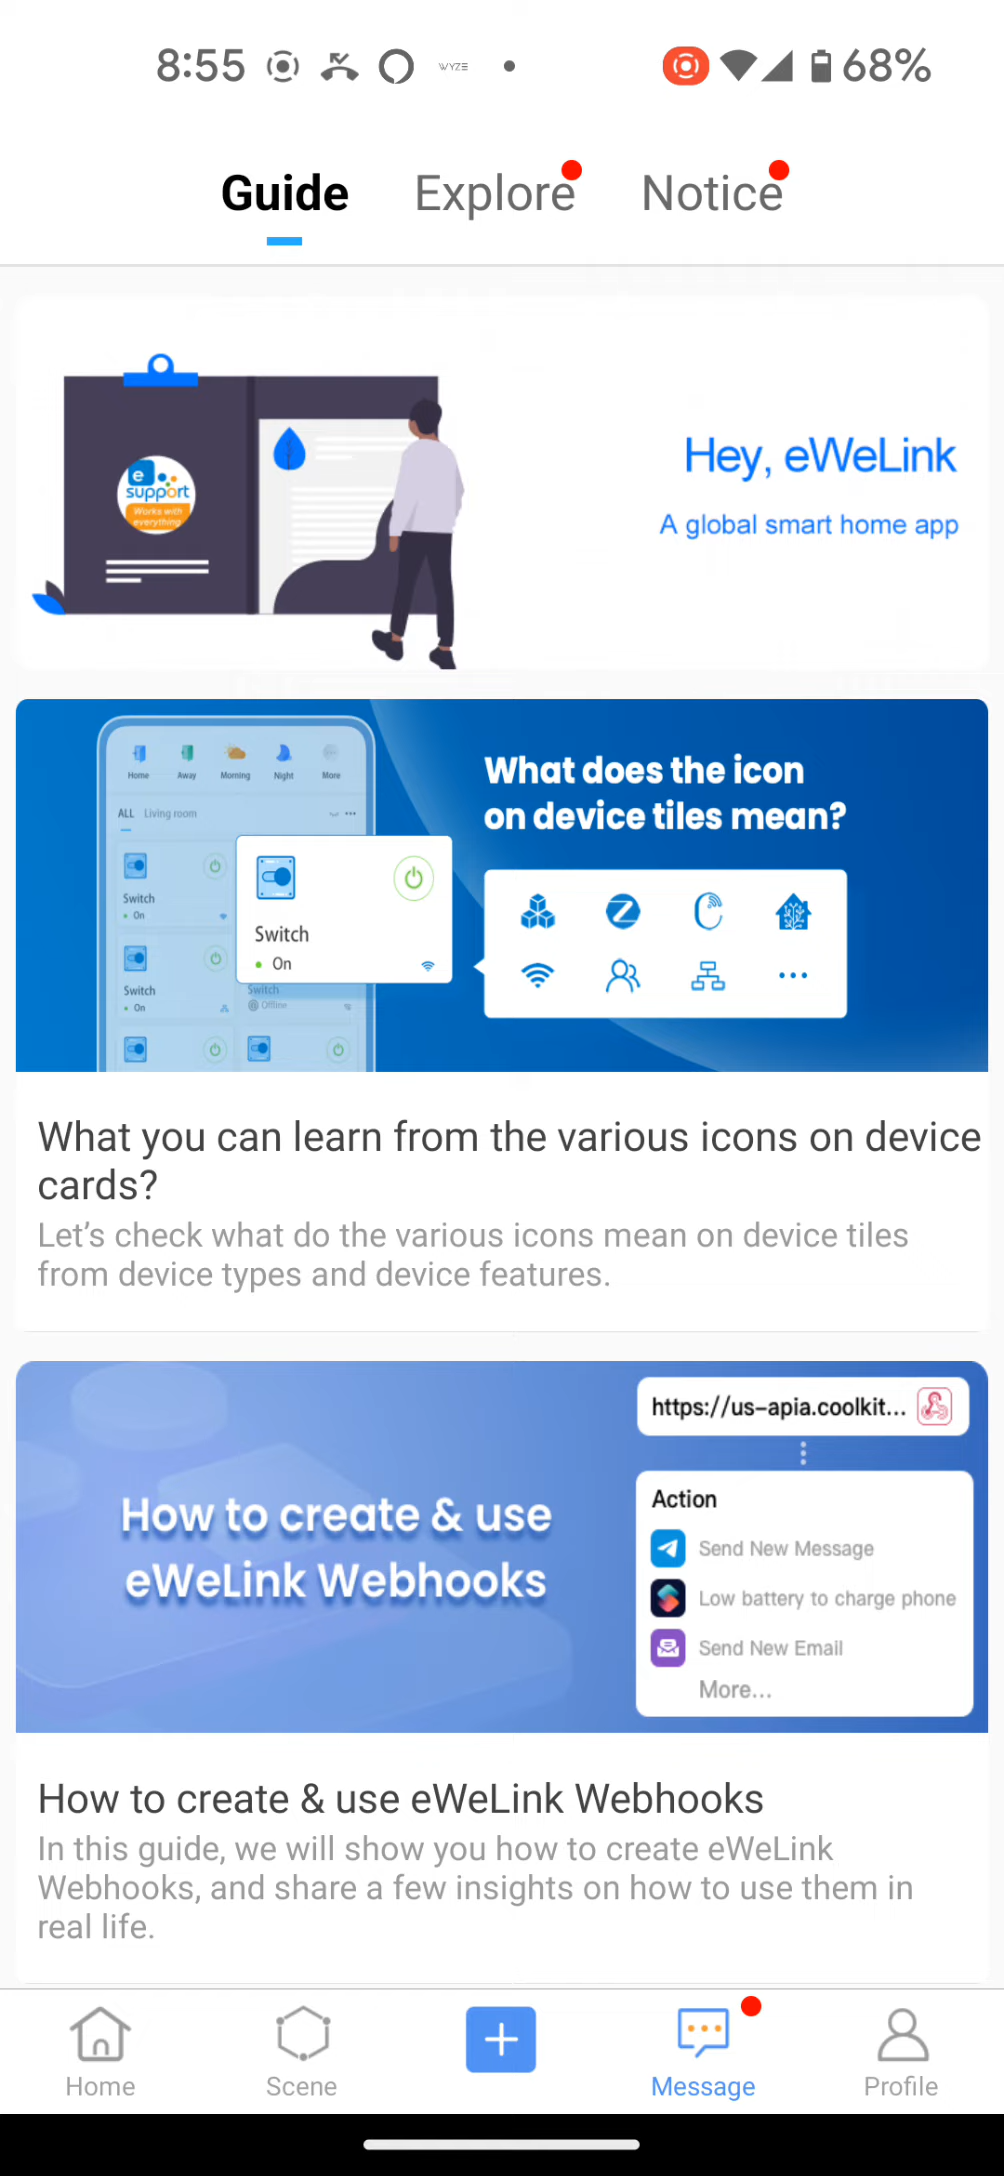 8:55 WYZE 68%
Guide Explore Notice
e
support
Works with
everything
Hey, eWeLink
A global smart home app
Home Away Morning Night More
ALL Living room
What does the icon
on device tiles mean?
Switch
On
Switch
On
Switch
On
Switch
Offline
What you can learn from the various icons on device
cards?
Let’s check what do the various icons mean on device tiles
from device types and device features.
How to create & use
eWeLink Webhooks
https://us-apia.coolkit...
Action
Send New Message
Low battery to charge phone
Send New Email
More...
How to create & use eWeLink Webhooks
In this guide, we will show you how to create eWeLink
Webhooks, and share a few insights on how to use them in
real life.
Home Scene Message Profile